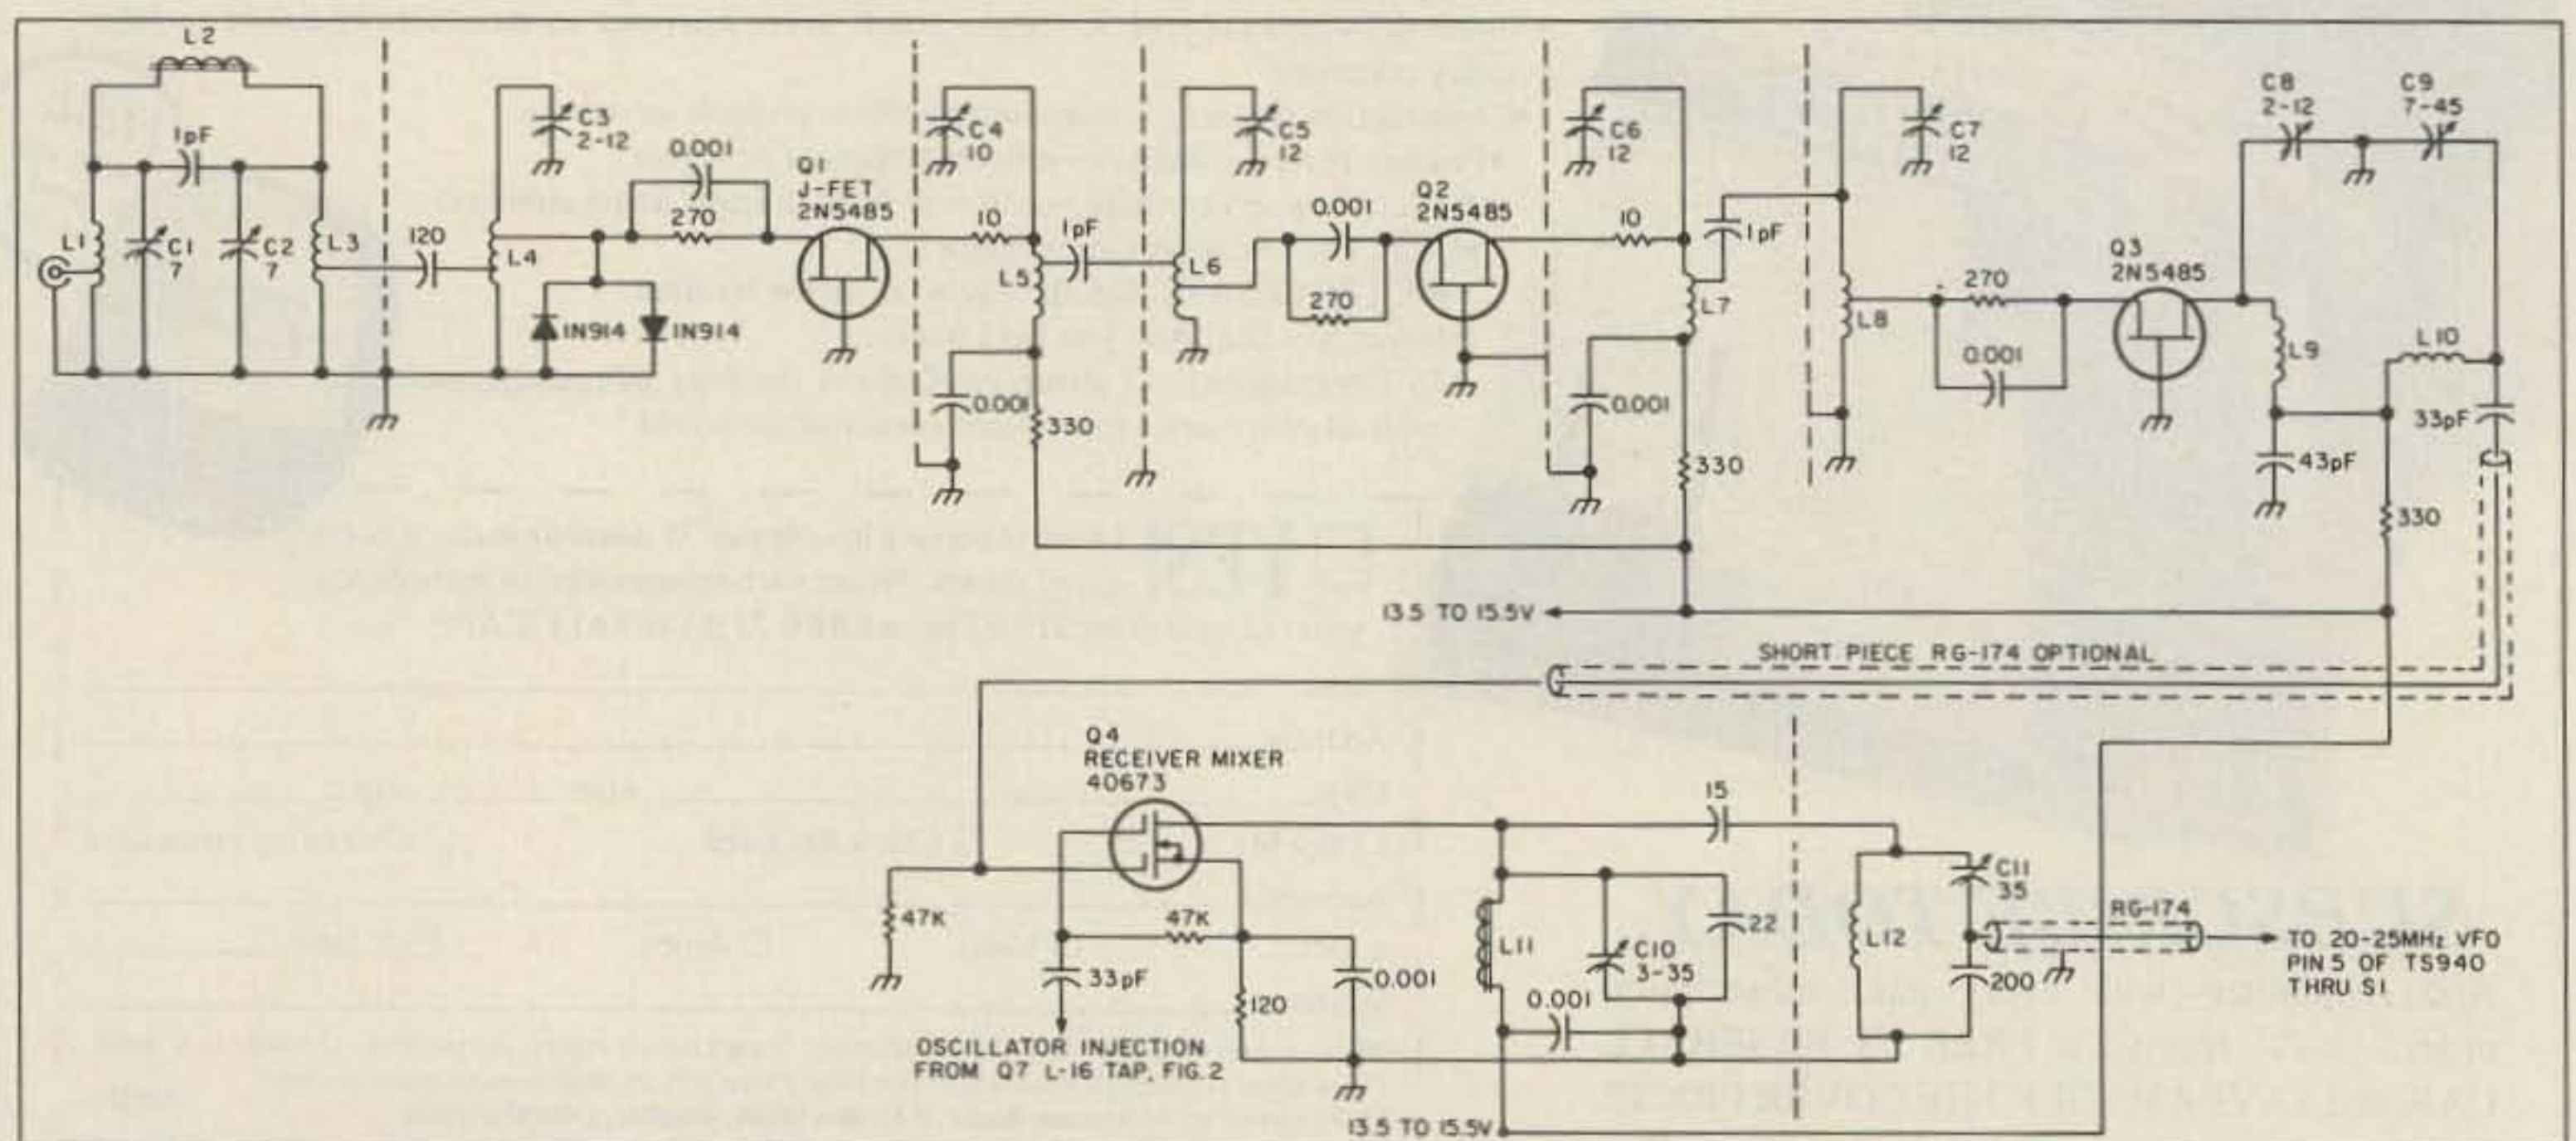 L2
1pF
L1
C1
7
C2
7
L3
120
L4
C3
2-12
0.001
270
Q1
J-FET
2N5485
1N914
1N914
C4
10
10
L5
1pF
0.001
330
L6
C5
12
0.001
270
Q2
2N5485
C6
12
10
1pF
L7
0.001
330
C7
12
L8
270
0.001
Q3
2N5485
C8
2-12
C9
7-45
L9
L10
33pF
43pF
330
13.5 TO 15.5V
SHORT PIECE RG-174 OPTIONAL
Q4
RECEIVER MIXER
40673
47K
47K
33pF
OSCILLATOR INJECTION
FROM Q7 L-16 TAP, FIG. 2
120
0.001
L11
C10
3-35
22
0.001
15
L12
C11
35
200
RG-174
TO 20-25MHz VFO
PIN 5 OF TS940
THRU S1
13.5 TO 15.5V